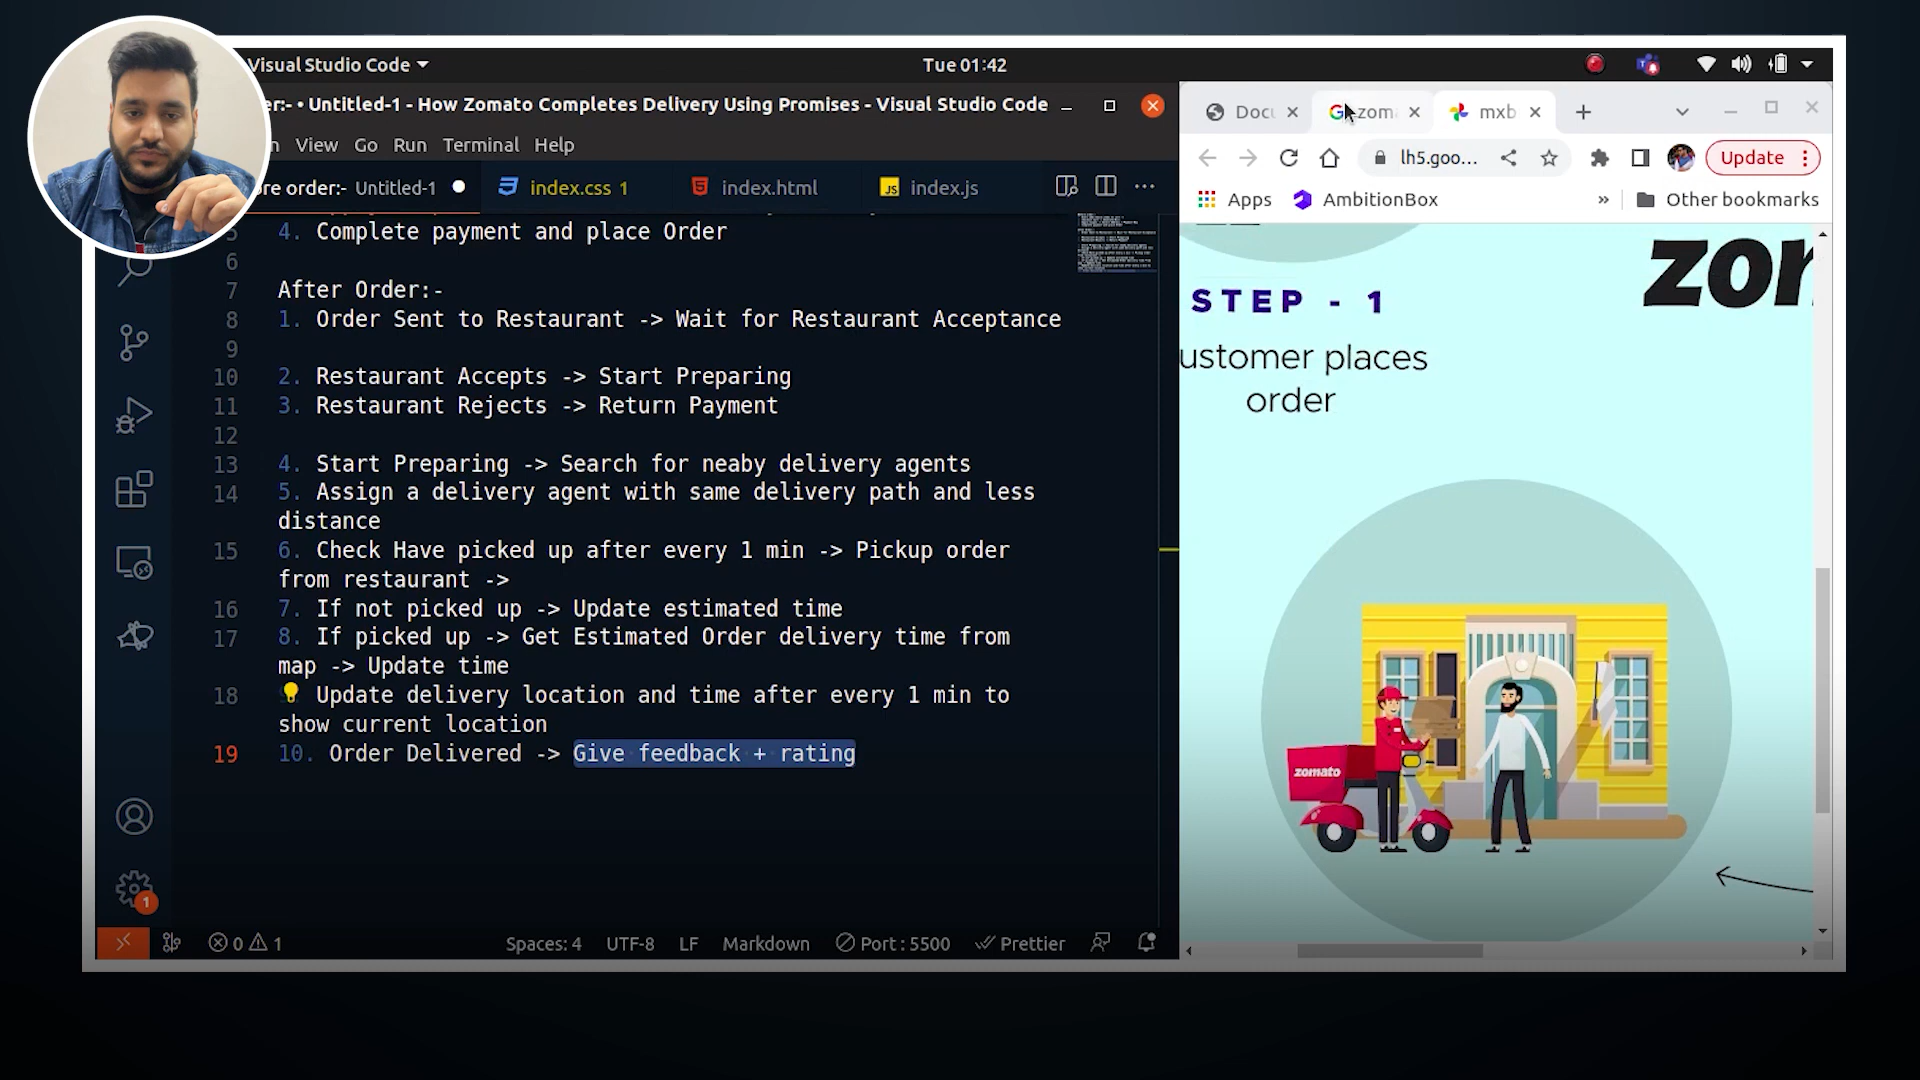 Visual Studio Code
Tue 01:42
er:- • Untitled-1 - How Zomato Completes Delivery Using Promises - Visual Studio Code
View Go Run Terminal Help
ore order:- Untitled-1
index.css 1
index.html
JS index.js
4. Complete payment and place Order
6
7 After Order:-
8 1. Order Sent to Restaurant -> Wait for Restaurant Acceptance
9
10 2. Restaurant Accepts -> Start Preparing
11 3. Restaurant Rejects -> Return Payment
12
13 4. Start Preparing -> Search for neaby delivery agents
14 5. Assign a delivery agent with same delivery path and less
distance
15 6. Check Have picked up after every 1 min -> Pickup order
from restaurant ->
16 7. If not picked up -> Update estimated time
17 8. If picked up -> Get Estimated Order delivery time from
map -> Update time
18 Update delivery location and time after every 1 min to
show current location
19 10. Order Delivered -> Give feedback + rating
1
0 1 Spaces: 4 UTF-8 LF Markdown Port : 5500 Prettier
Docu zoma mxb
lh5.goo... Update
Apps AmbitionBox » Other bookmarks
zom
STEP - 1
ustomer places
order
zomato